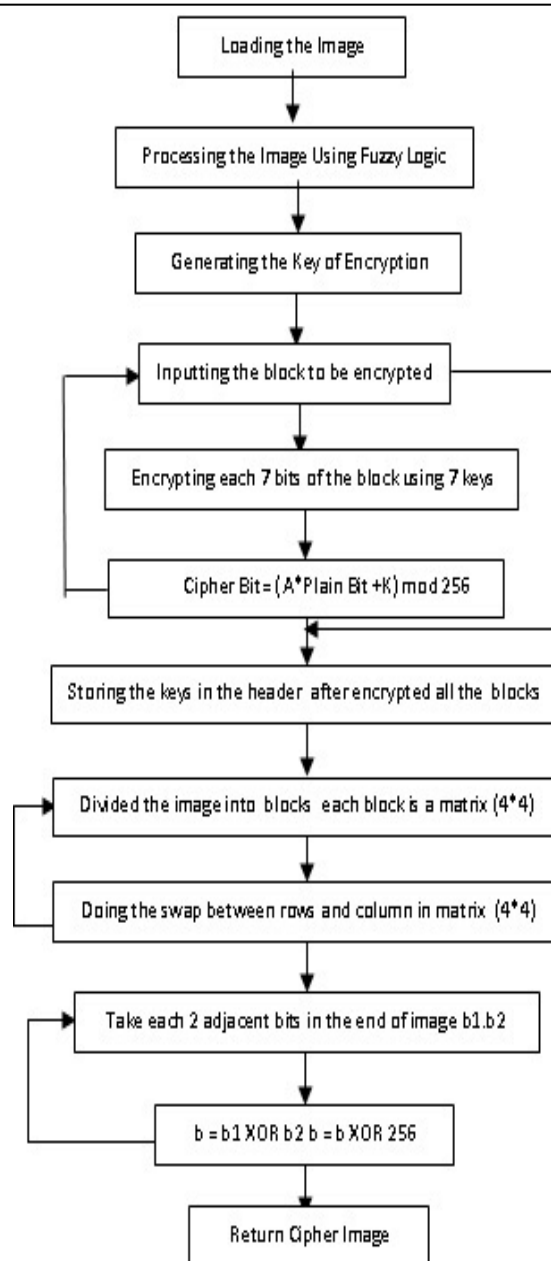 Loading the Image
Processing the Image Using Fuzzy Logic
Generating the Key of Encryption
Inputting the block to be encrypted
Encrypting each 7 bits of the block using 7 keys
Cipher Bit = (A*Plain Bit +K) mod 256
Storing the keys in the header after encrypted all the blocks
Divided the image into blocks each block is a matrix (4*4)
Doing the swap between rows and column in matrix (4*4)
Take each 2 adjacent bits in the end of image b1.b2
b = b1 XOR b2 b = b XOR 256
Return Cipher Image